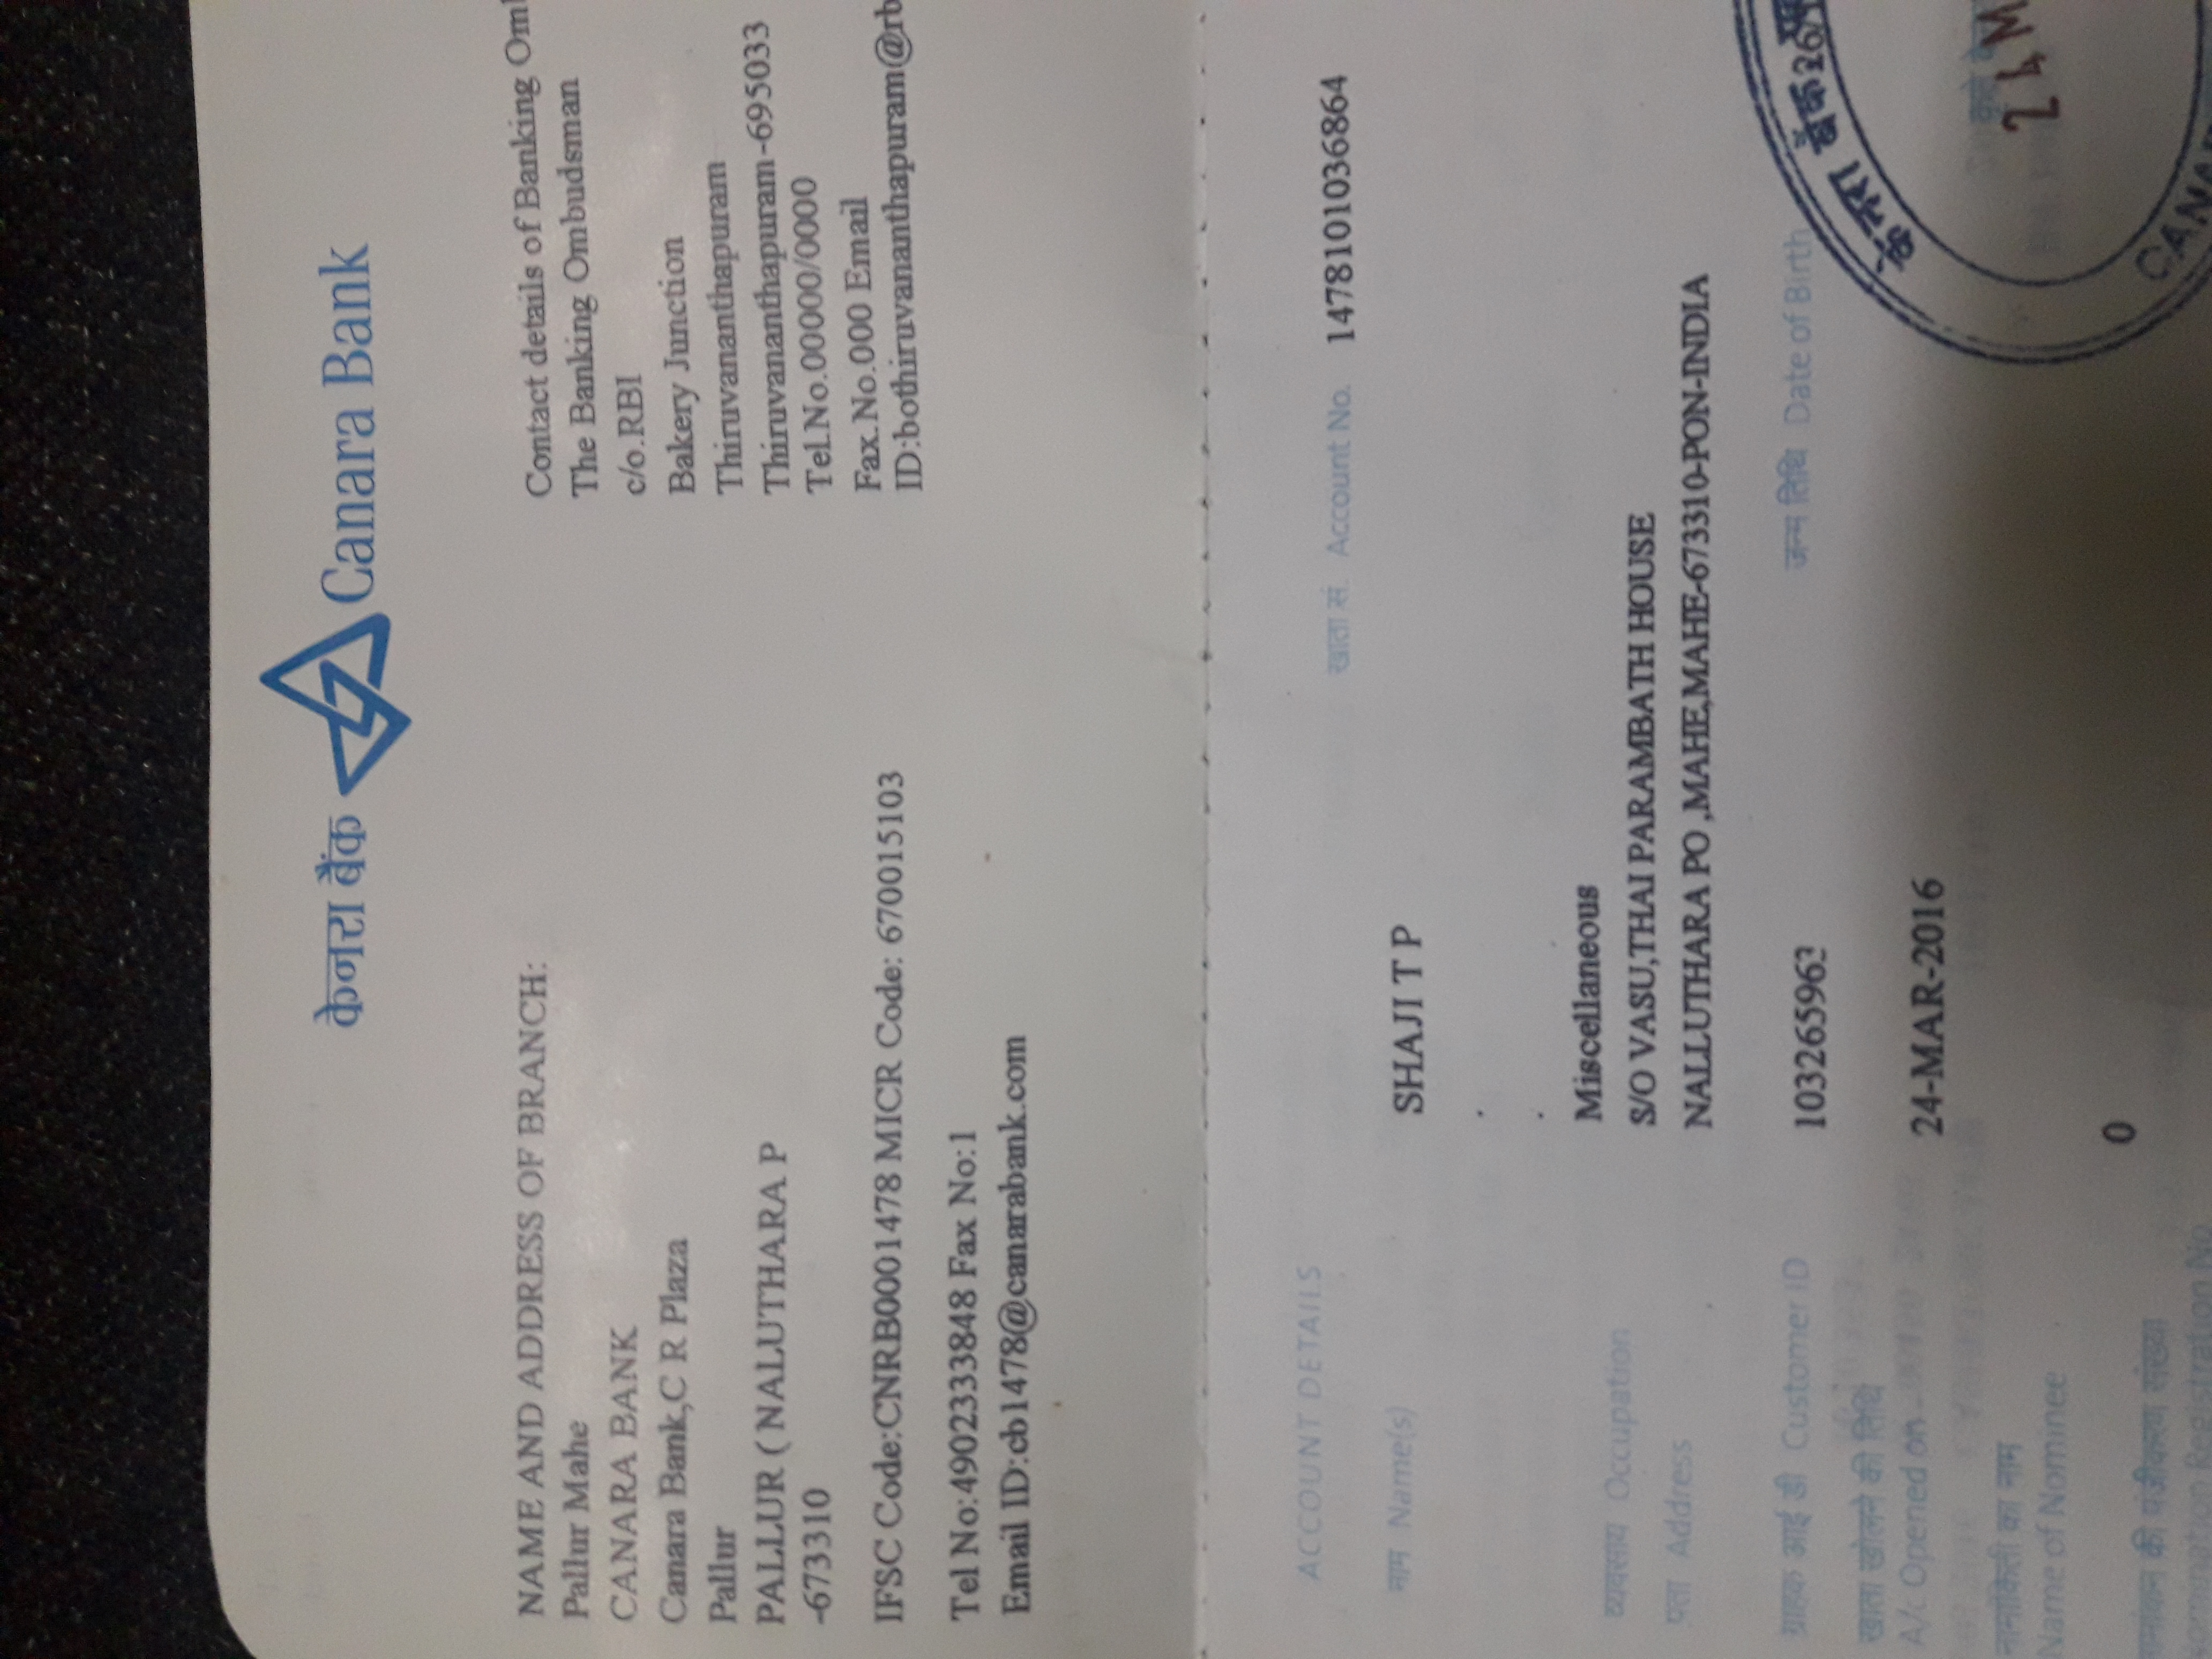 केनरा बैंक Canara Bank
NAME AND ADDRESS OF BRANCH:
Pallur Mahe
CANARA BANK
Canara Bank,C R Plaza
Pallur
PALLUR ( NALUTHARA P
-673310
IFSC Code:CNRB0001478 MICR Code: 670015103
Tel No:4902333848 Fax No:1
Email ID:cb1478@canarabank.com
Contact details of Banking Om
The Banking Ombudsman
c/o.RBI
Bakery Junction
Thiruvananthapuram
Thiruvananthapuram-695033
Tel.No.00000/0000
Fax.No.000 Email
ID:bothiruvananthapuram@rb
ACCOUNT DETAILS
खाता सं. Account No. 1478101036864
नाम Name(s) SHAJI T P
.
.
Miscellaneous
व्यवसाय Occupation
S/O VASU,THAI PARAMBATH HOUSE
पता Address
NALLUTHARA PO ,MAHE,MAHE-673310-PON-INDIA
ग्राहक आई डी Customer ID 103265963
जन्म तिथि Date of Birth 26/
खाता खोलने की तिथि
A/c Opened on 24-MAR-2016
नामांकिती का नाम
Name of Nominee
0
नामांकन की पंजीकरण संख्या
Nomination Registration No
केनरा बैंक
24 M
CANA